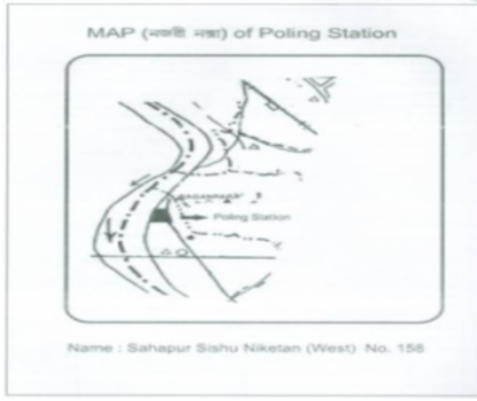 MAP (নজরী নক্সা) of Poling Station
Poling Station
Name : Sahapur Sishu Niketan (West) No. 158